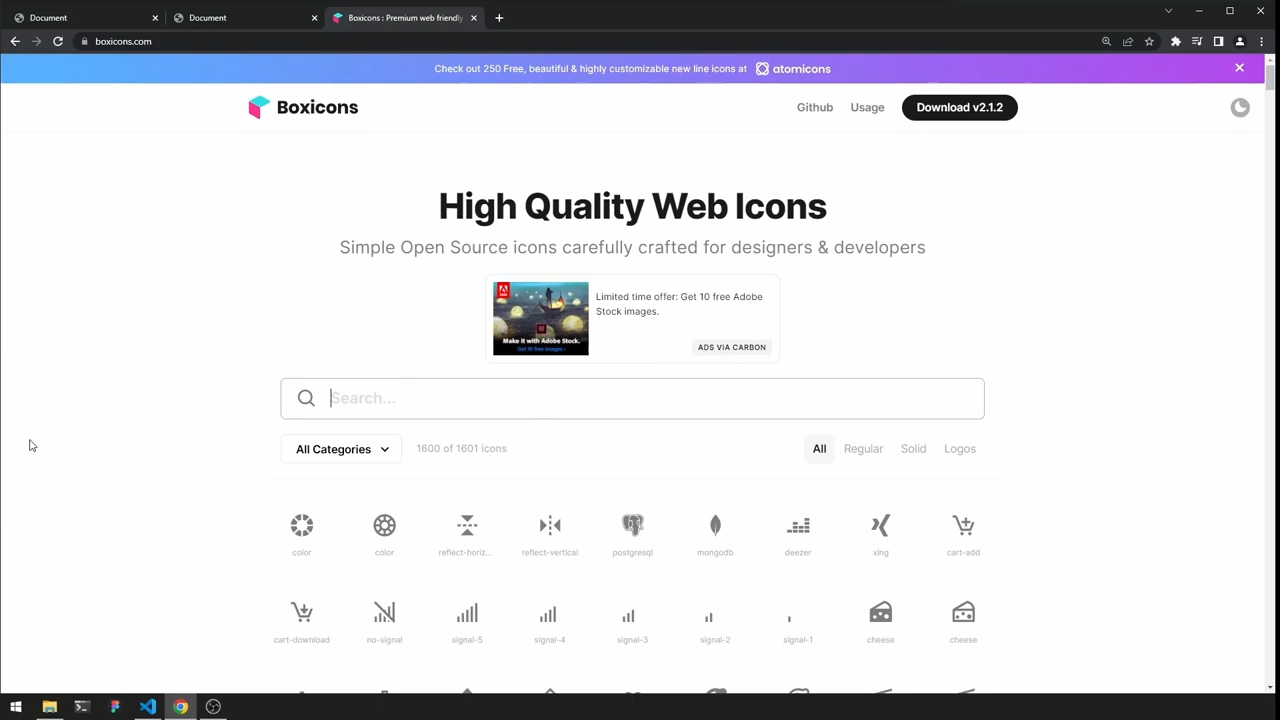 Document
Document
Boxicons : Premium web friendly
boxicons.com
Check out 250 Free, beautiful & highly customizable new line icons at atomicons
Boxicons
Github
Usage
Download v2.1.2
High Quality Web Icons
Simple Open Source icons carefully crafted for designers & developers
Make it with Adobe Stock.
Get 10 free images ›
Limited time offer: Get 10 free Adobe
Stock images.
ADS VIA CARBON
Search...
All Categories
1600 of 1601 icons
All
Regular
Solid
Logos
color
color
reflect-horiz...
reflect-vertical
postgresql
mongodb
deezer
xing
cart-add
cart-download
no-signal
signal-5
signal-4
signal-3
signal-2
signal-1
cheese
cheese